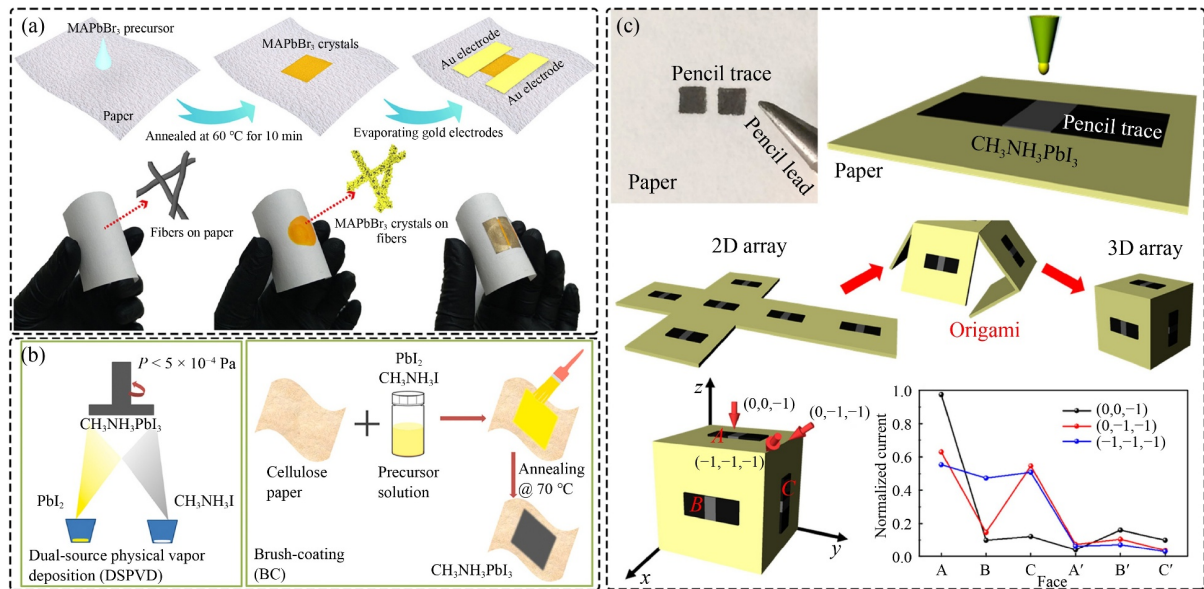 (a)
MAPbBr₃ precursor
Paper
Annealed at 60 ℃ for 10 min
MAPbBr₃ crystals
Evaporating gold electrodes
Au electrode
Au electrode
Fibers on paper
MAPbBr₃ crystals on
fibers
(b)
P < 5 × 10⁻⁴ Pa
CH₃NH₃PbI₃
PbI₂
CH₃NH₃I
Dual-source physical vapor
deposition (DSPVD)
PbI₂
CH₃NH₃I
Cellulose
paper
Precursor
solution
Annealing
@ 70 ℃
Brush-coating
(BC)
CH₃NH₃PbI₃
(c)
Pencil trace
Pencil lead
Paper
Pencil trace
CH₃NH₃PbI₃
Paper
2D array
Origami
3D array
z
(0,0,−1)
(0,−1,−1)
A
(−1,−1,−1)
B
C
x
y
Normalized current
1.0
0.8
0.6
0.4
0.2
0.0
(0,0,−1)
(0,−1,−1)
(−1,−1,−1)
A
B
C
A′
B′
C′
Face